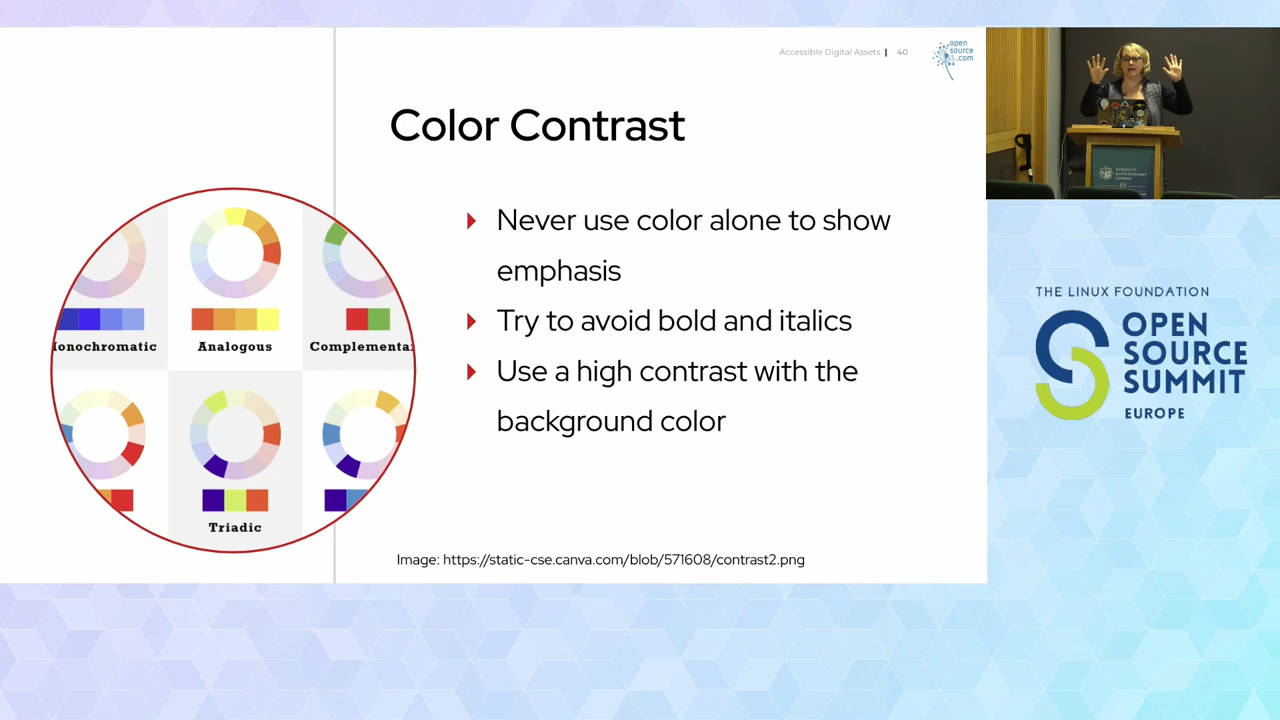 Accessible Digital Assets | 40
open
source
.com
Color Contrast
Never use color alone to show
emphasis
Try to avoid bold and italics
Use a high contrast with the
background color
onochromatic
Analogous
Complementa
Triadic
Image: https://static-cse.canva.com/blob/571608/contrast2.png
THE LINUX FOUNDATION
OPEN
SOURCE
SUMMIT
EUROPE